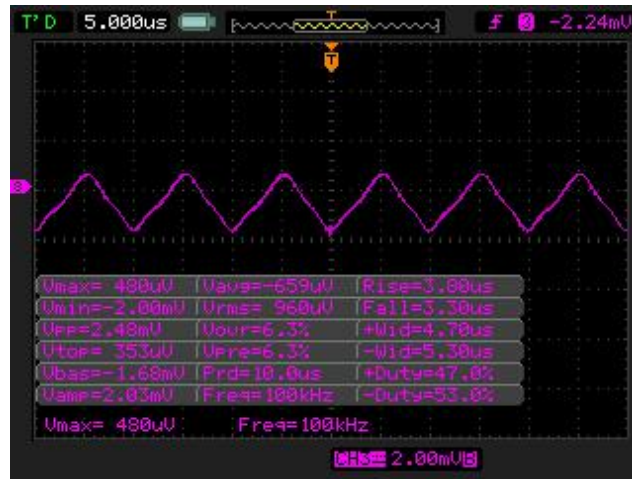 T'D 5.000us T 3 -2.24mV
T
3
Vmax= 480uV Vavg=-659uV Rise=3.80us
Vmin=-2.00mV Vrms= 960uV Fall=3.30us
Vpp=2.48mV Vovr=6.3% +Wid=4.70us
Vtop= 353uV Vpre=6.3% -Wid=5.30us
Vbas=-1.68mV Prd=10.0us +Duty=47.0%
Vamp=2.03mV Freq=100kHz -Duty=53.0%
Vmax= 480uV Freq=100kHz
CH3 2.00mVB